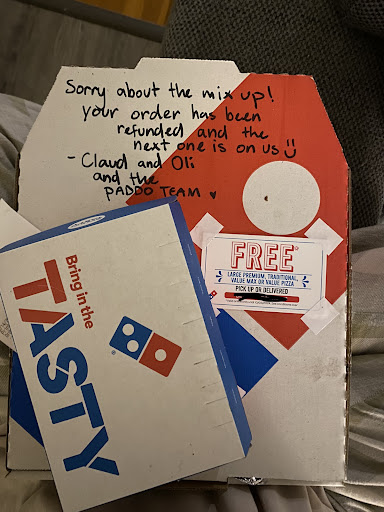 Sorry about the mix up!
your order has been
refunded and the
next one is on us
- Claud and Oli
and the
PADDO TEAM
FREE
LARGE PREMIUM, TRADITIONAL,
VALUE MAX OR VALUE PIZZA
PICK UP OR DELIVERED
Bring in the
TASTY